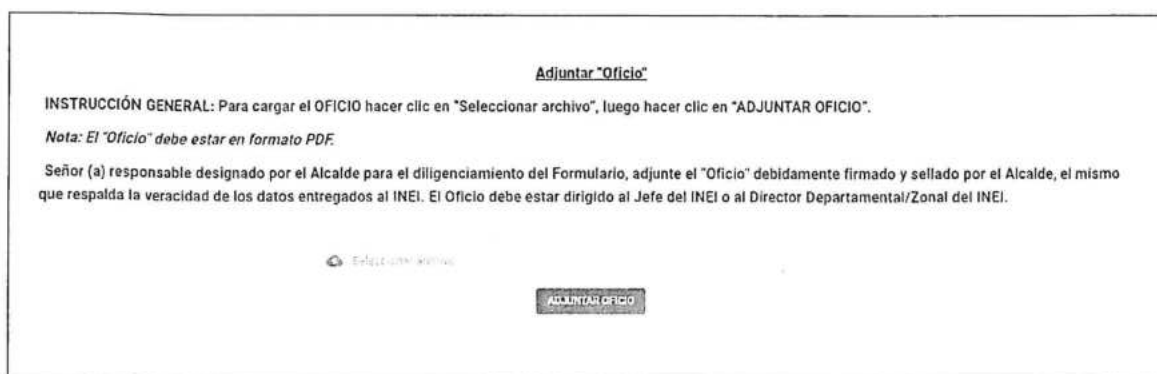 Adjuntar "Oficio"
INSTRUCCIÓN GENERAL: Para cargar el OFICIO hacer clic en "Seleccionar archivo", luego hacer clic en "ADJUNTAR OFICIO".
Nota: El "Oficio" debe estar en formato PDF.
Señor (a) responsable designado por el Alcalde para el diligenciamiento del Formulario, adjunte el "Oficio" debidamente firmado y sellado por el Alcalde, el mismo
que respalda la veracidad de los datos entregados al INEI. El Oficio debe estar dirigido al Jefe del INEI o al Director Departamental/Zonal del INEI.
Seleccionar archivo
ADJUNTAR OFICIO